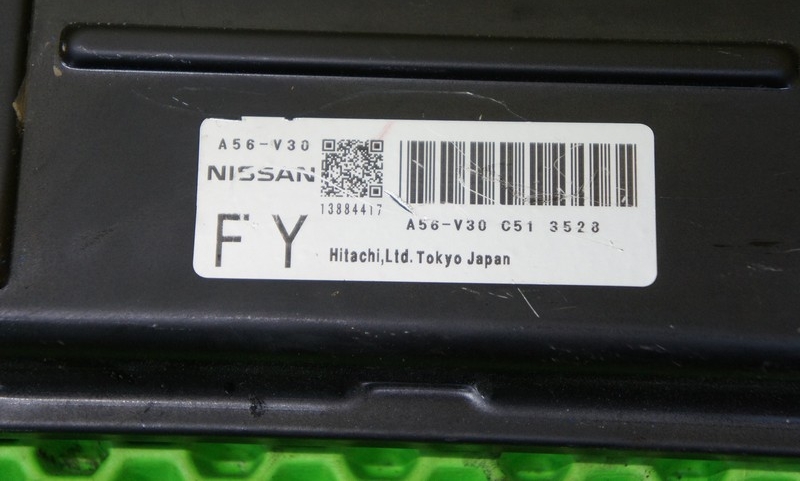 A56-V30
NISSAN
13884417
A56-V30 C51 3528
FY
Hitachi,Ltd.Tokyo Japan